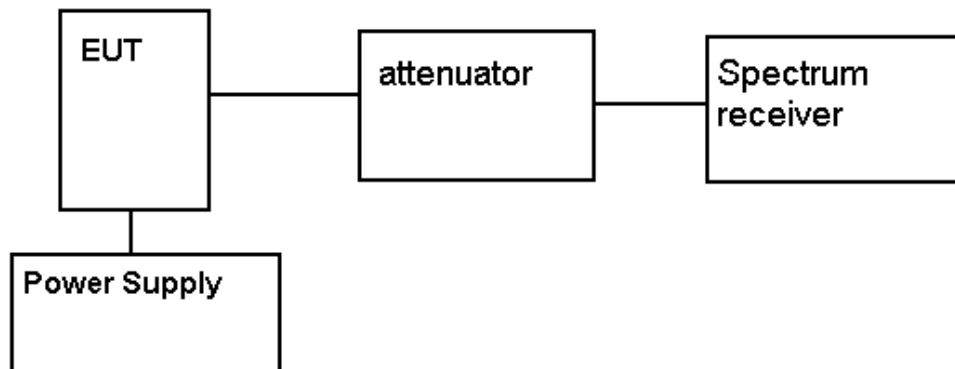 EUT
attenuator
Spectrum
receiver
Power Supply